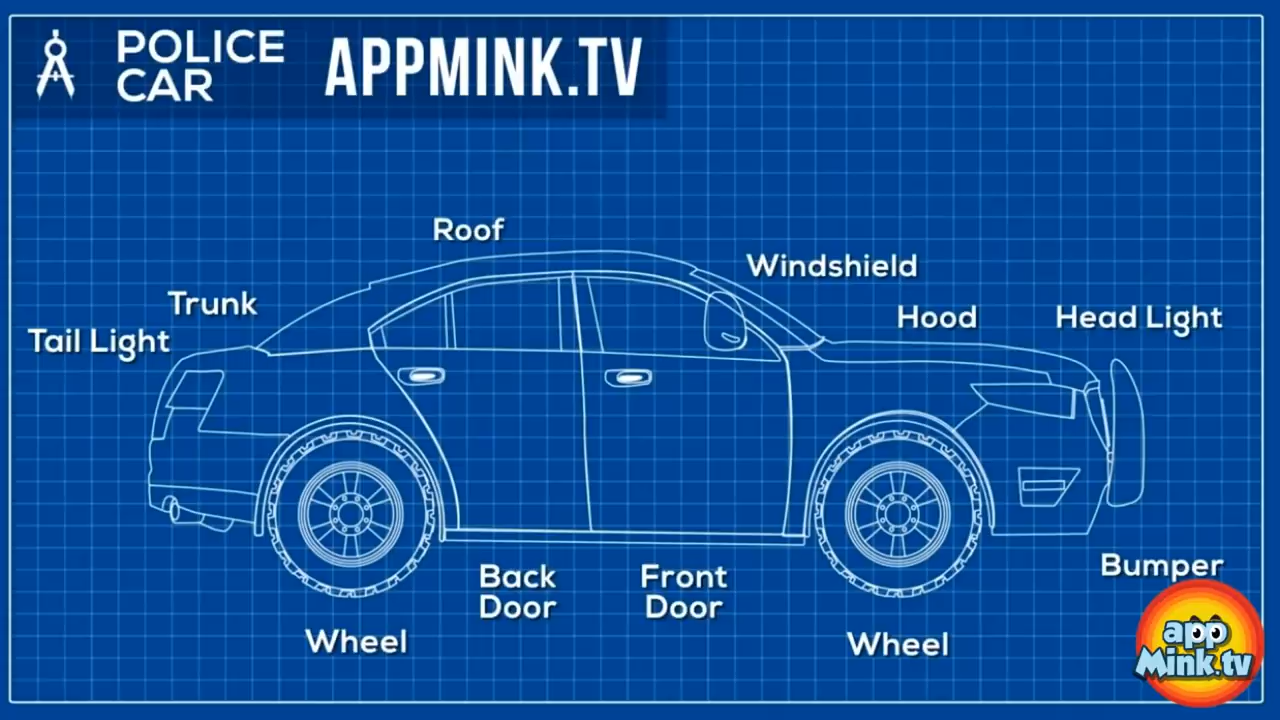 POLICE
CAR
APPMINK.TV
Roof
Windshield
Trunk
Hood
Head Light
Tail Light
Back
Door
Front
Door
Bumper
Wheel
Wheel
app
Mink.tv